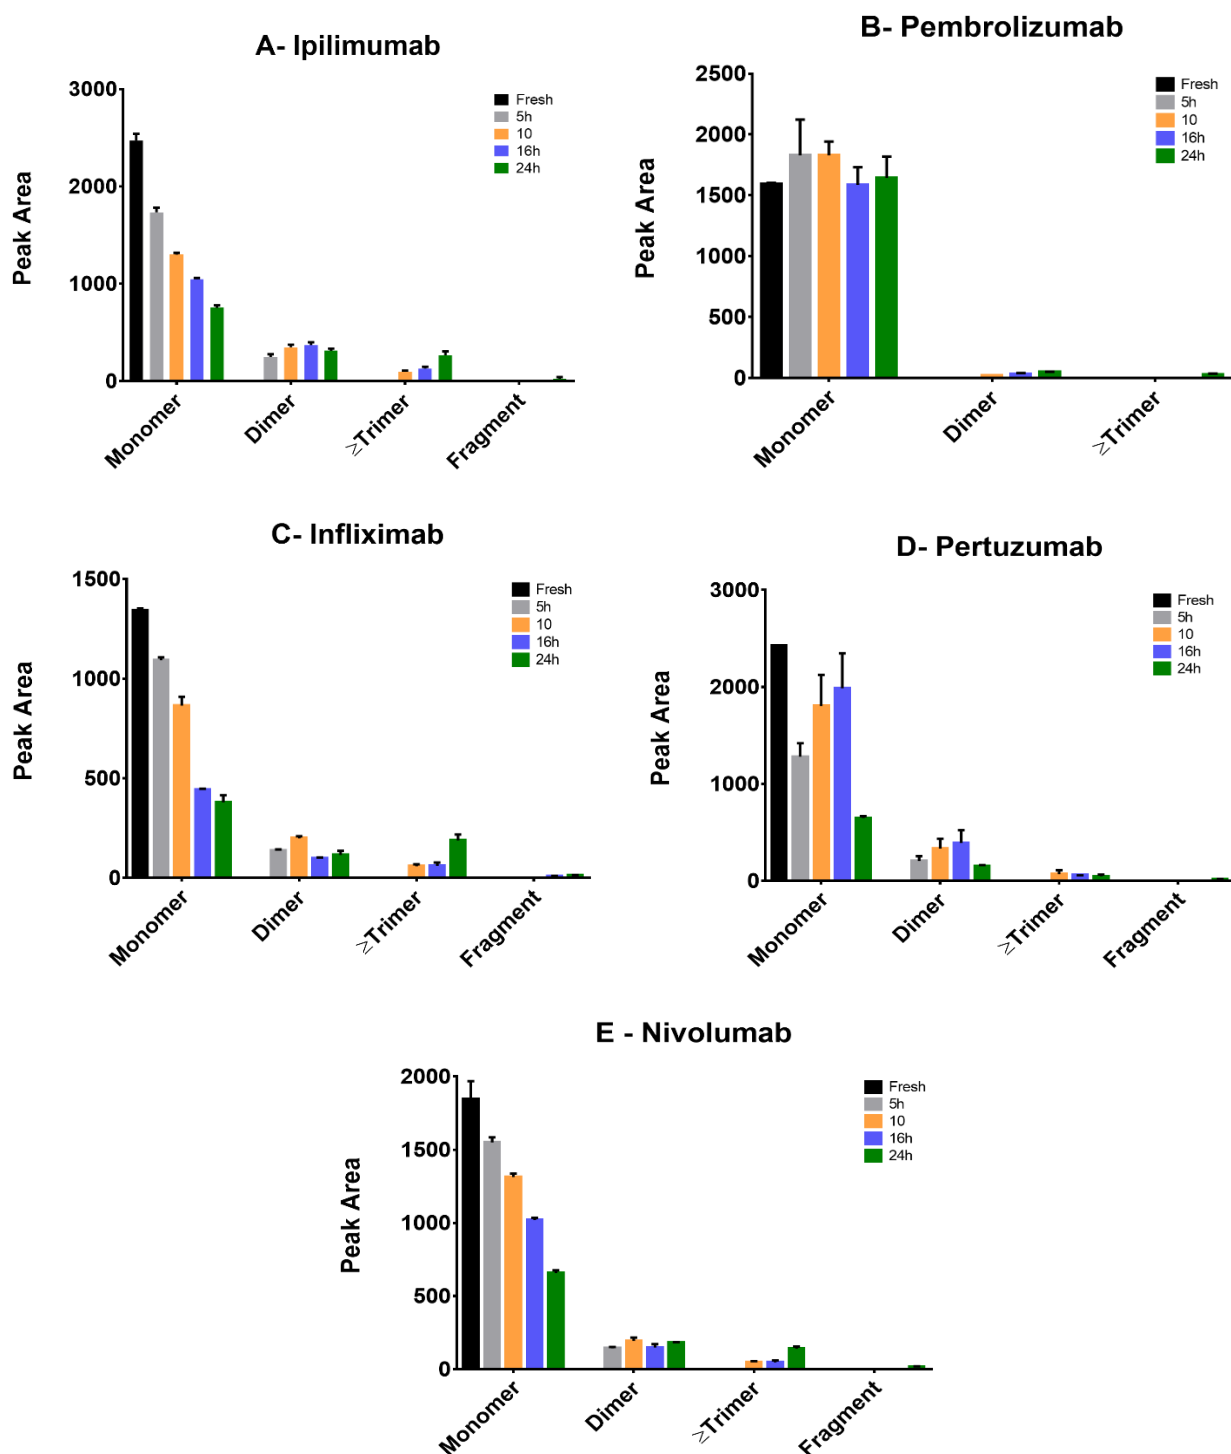 A- Ipilimumab
3000
2000
1000
0
Peak Area
Fresh
5h
10
16h
24h
Monomer
Dimer
≥Trimer
Fragment
B- Pembrolizumab
2500
2000
1500
1000
500
0
Peak Area
Fresh
5h
10
16h
24h
Monomer
Dimer
≥Trimer
C- Infliximab
1500
1000
500
0
Peak Area
Fresh
5h
10
16h
24h
Monomer
Dimer
≥Trimer
Fragment
D- Pertuzumab
3000
2000
1000
0
Peak Area
Fresh
5h
10
16h
24h
Monomer
Dimer
≥Trimer
Fragment
E - Nivolumab
2000
1500
1000
500
0
Peak Area
Fresh
5h
10
16h
24h
Monomer
Dimer
≥Trimer
Fragment